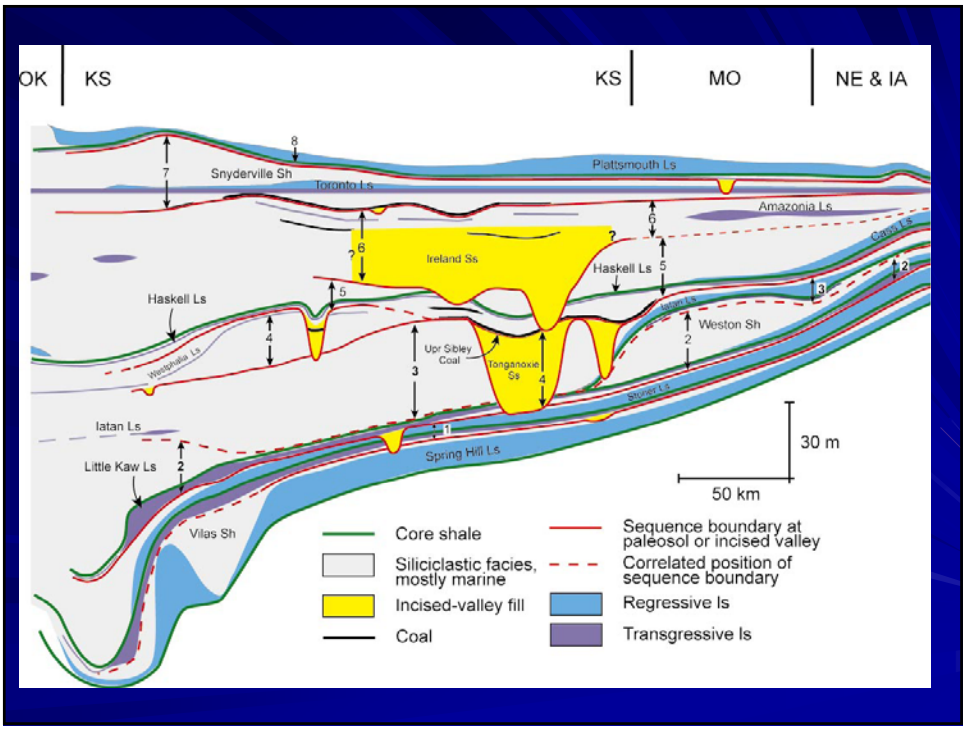 OK
KS
KS
MO
NE & IA
8
Plattsmouth Ls
7
Snyderville Sh
Toronto Ls
Amazonia Ls
6
?
6
?
Cass Ls
Ireland Ss
5
Haskell Ls
2
5
3
Haskell Ls
Iatan Ls
Weston Sh
4
2
Westphalia Ls
3
Upr Sibley
Coal
Tonganoxie
Ss
4
Stoner Ls
Iatan Ls
1
30 m
Little Kaw Ls
2
Spring Hill Ls
50 km
Vilas Sh
Core shale
Siliciclastic facies,
mostly marine
Incised-valley fill
Coal
Sequence boundary at
paleosol or incised valley
Correlated position of
sequence boundary
Regressive ls
Transgressive ls